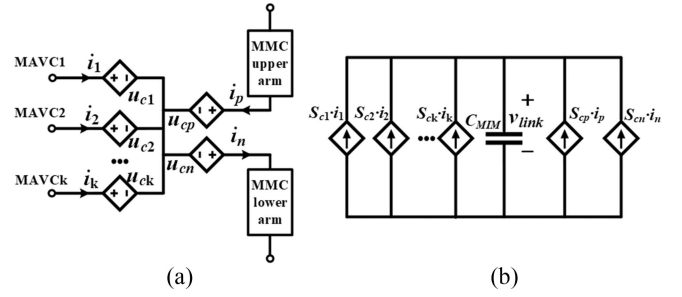 MAVC1
i1
uc1
MAVC2
i2
uc2
•••
MAVCk
ik
uck
ucp
ip
MMC
upper
arm
ucn
in
MMC
lower
arm
(a)
Sc1·i1
Sc2·i2
•••
Sck·ik
CMIM
+
vlink
−
Scp·ip
Scn·in
(b)